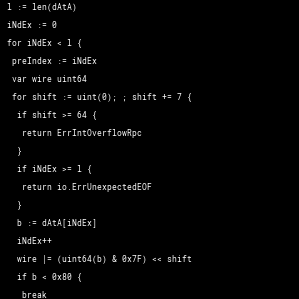 l := len(dAtA)
iNdEx := 0
for iNdEx < l {
preIndex := iNdEx
var wire uint64
for shift := uint(0); ; shift += 7 {
if shift >= 64 {
return ErrIntOverflowRpc
}
if iNdEx >= l {
return io.ErrUnexpectedEOF
}
b := dAtA[iNdEx]
iNdEx++
wire |= (uint64(b) & 0x7F) << shift
if b < 0x80 {
break